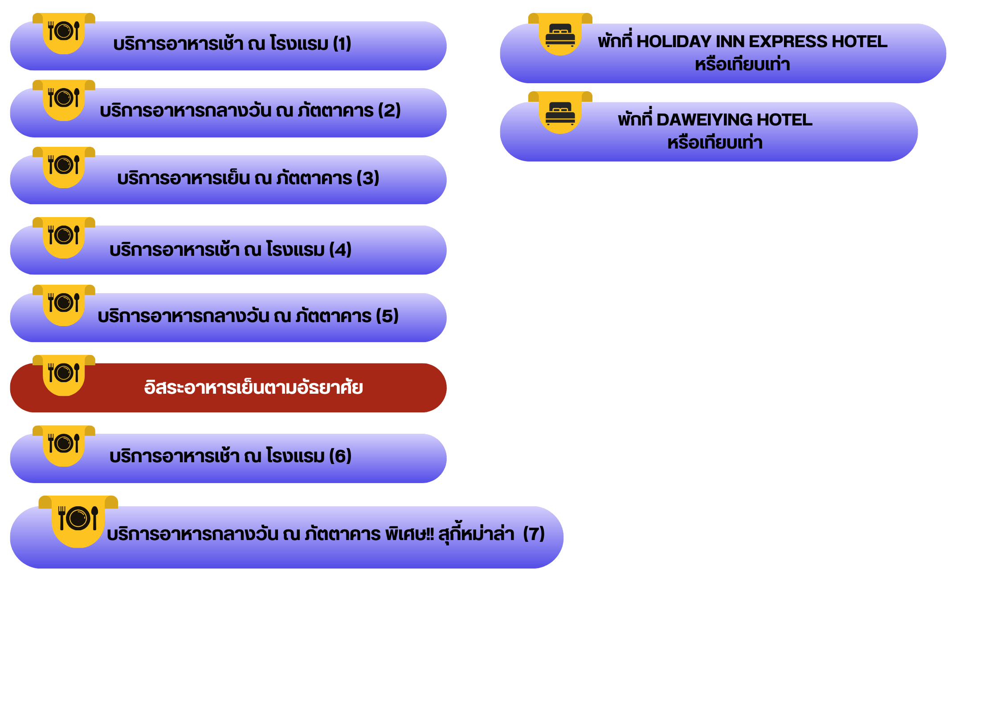 บริการอาหารเช้า ณ โรงแรม (1)
บริการอาหารกลางวัน ณ ภัตตาคาร (2)
บริการอาหารเย็น ณ ภัตตาคาร (3)
บริการอาหารเช้า ณ โรงแรม (4)
บริการอาหารกลางวัน ณ ภัตตาคาร (5)
อิสระอาหารเย็นตามอัธยาศัย
บริการอาหารเช้า ณ โรงแรม (6)
บริการอาหารกลางวัน ณ ภัตตาคาร พิเศษ!! สุกี้หม่าล่า (7)
พักที่ HOLIDAY INN EXPRESS HOTEL
หรือเทียบเท่า
พักที่ DAWEIYING HOTEL
หรือเทียบเท่า